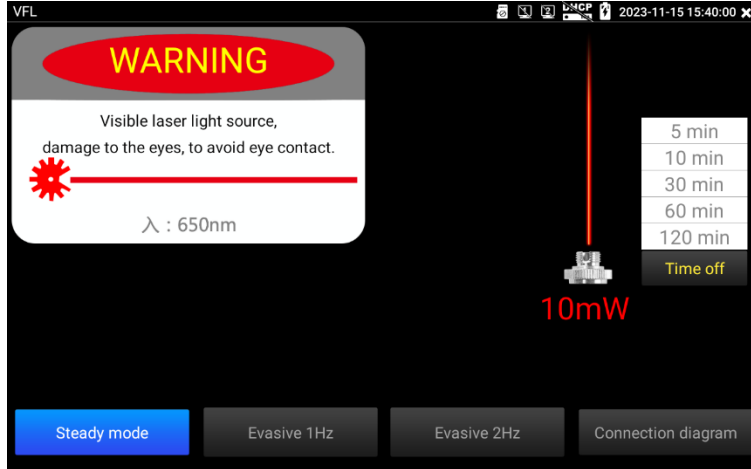 VFL
DHCP
2023-11-15 15:40:00
WARNING
Visible laser light source,
damage to the eyes, to avoid eye contact.
入 : 650nm
5 min
10 min
30 min
60 min
120 min
Time off
10mW
Steady mode
Evasive 1Hz
Evasive 2Hz
Connection diagram